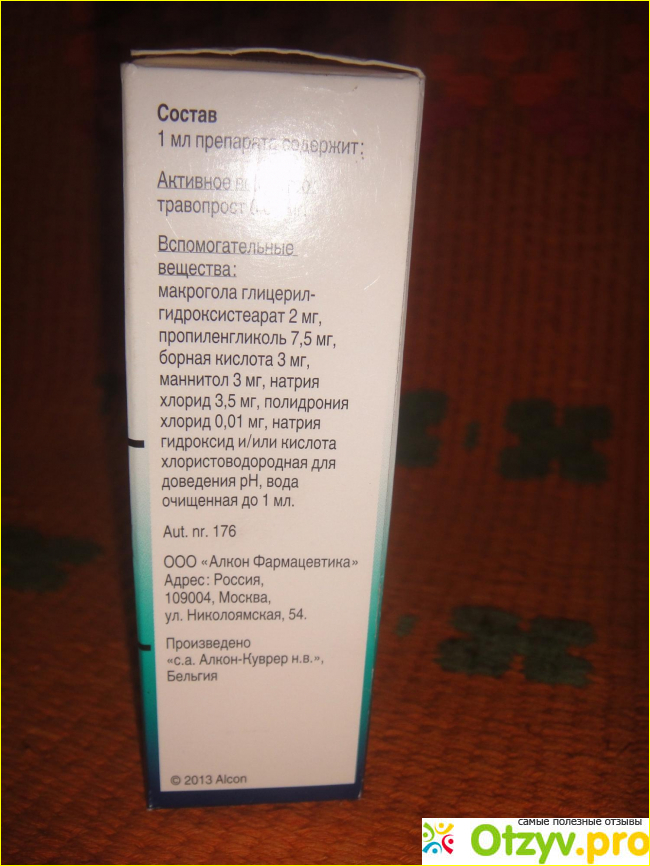 Состав
1 мл препарата содержит:
Активное
травопрост
Вспомогательные
вещества:
макрогола глицерил-
гидроксистеарат 2 мг,
пропиленгликоль 7,5 мг,
борная кислота 3 мг,
маннитол 3 мг, натрия
хлорид 3,5 мг, полидрония
хлорид 0,01 мг, натрия
гидроксид и/или кислота
хлористоводородная для
доведения pH, вода
очищенная до 1 мл.
Aut. nr. 176
ООО «Алкон Фармацевтика»
Адрес: Россия,
109004, Москва,
ул. Николоямская, 54.
Произведено
«с.а. Алкон-Куврер н.в.»,
Бельгия
© 2013 Alcon
самые полезные отзывы
Otzyv.pro